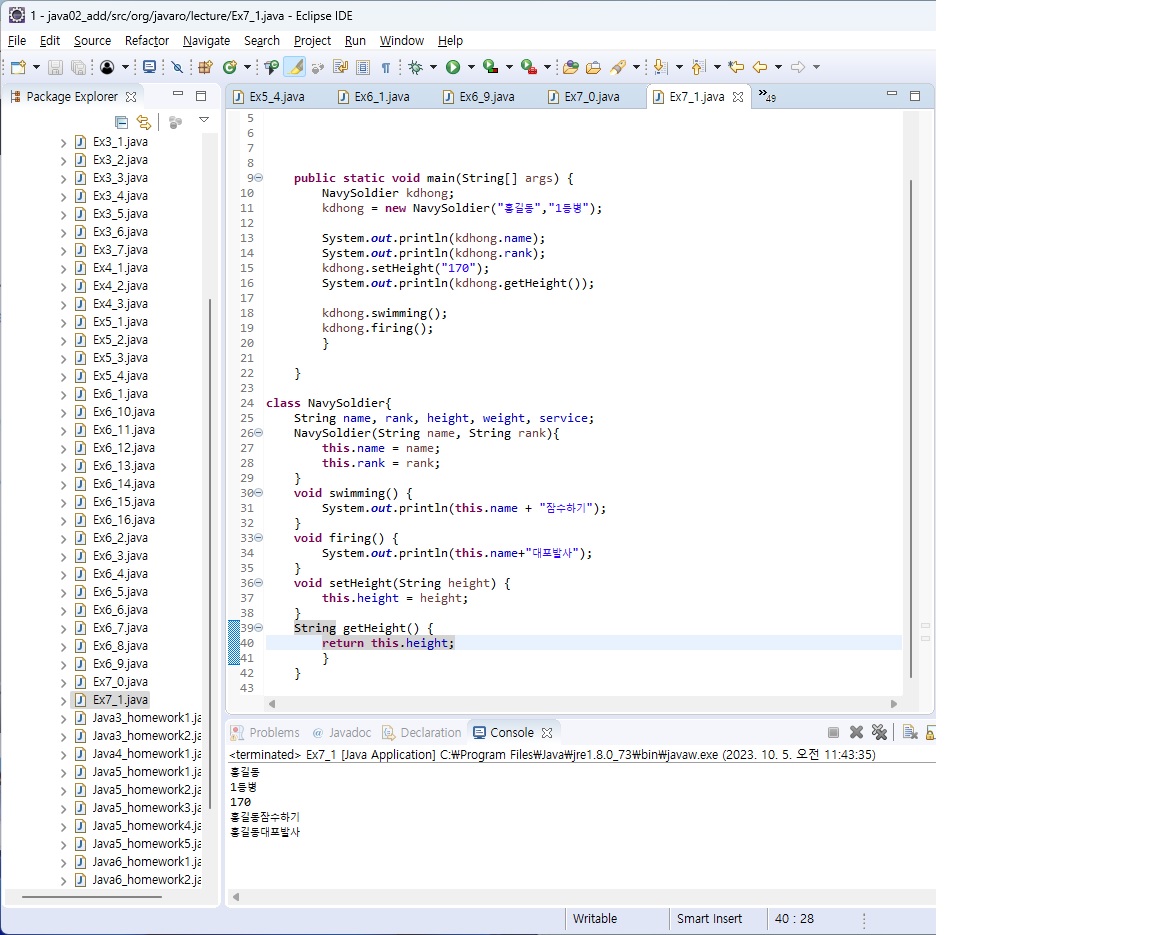 1 - java02_add/src/org/javaro/lecture/Ex7_1.java - Eclipse IDE
File Edit Source Refactor Navigate Search Project Run Window Help
Package Explorer
Ex3_1.java
Ex3_2.java
Ex3_3.java
Ex3_4.java
Ex3_5.java
Ex3_6.java
Ex3_7.java
Ex4_1.java
Ex4_2.java
Ex4_3.java
Ex5_1.java
Ex5_2.java
Ex5_3.java
Ex5_4.java
Ex6_1.java
Ex6_10.java
Ex6_11.java
Ex6_12.java
Ex6_13.java
Ex6_14.java
Ex6_15.java
Ex6_16.java
Ex6_2.java
Ex6_3.java
Ex6_4.java
Ex6_5.java
Ex6_6.java
Ex6_7.java
Ex6_8.java
Ex6_9.java
Ex7_0.java
Ex7_1.java
Java3_homework1.ja
Java3_homework2.ja
Java4_homework1.ja
Java5_homework1.ja
Java5_homework2.ja
Java5_homework3.ja
Java5_homework4.ja
Java5_homework5.ja
Java6_homework1.ja
Java6_homework2.ja
Ex5_4.java Ex6_1.java Ex6_9.java Ex7_0.java Ex7_1.java »49
5
6
7
8
9 public static void main(String[] args) {
10 NavySoldier kdhong;
11 kdhong = new NavySoldier("홍길동","1등병");
12
13 System.out.println(kdhong.name);
14 System.out.println(kdhong.rank);
15 kdhong.setHeight("170");
16 System.out.println(kdhong.getHeight());
17
18 kdhong.swimming();
19 kdhong.firing();
20 }
21
22 }
23
24 class NavySoldier{
25 String name, rank, height, weight, service;
26 NavySoldier(String name, String rank){
27 this.name = name;
28 this.rank = rank;
29 }
30 void swimming() {
31 System.out.println(this.name + "잠수하기");
32 }
33 void firing() {
34 System.out.println(this.name+"대포발사");
35 }
36 void setHeight(String height) {
37 this.height = height;
38 }
39 String getHeight() {
40 return this.height;
41 }
42 }
43
Problems @ Javadoc Declaration Console
<terminated> Ex7_1 [Java Application] C:₩Program Files₩Java₩jre1.8.0_73₩bin₩javaw.exe (2023. 10. 5. 오전 11:43:35)
홍길동
1등병
170
홍길동잠수하기
홍길동대포발사
Writable Smart Insert 40 : 28